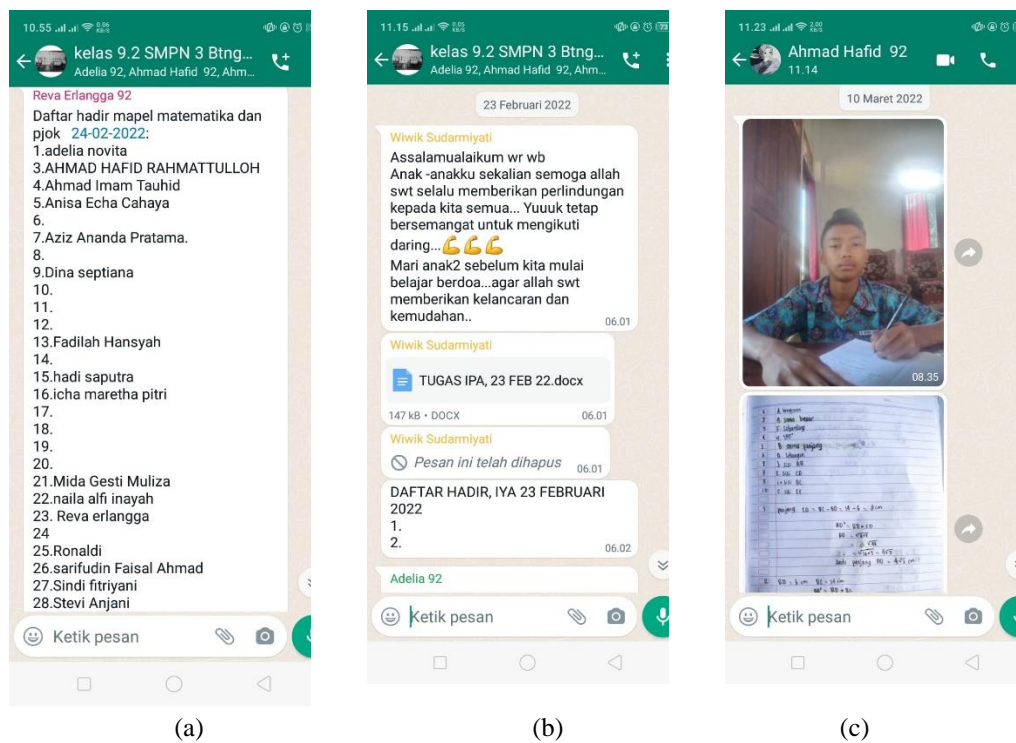 10.55
kelas 9.2 SMPN 3 Btng...
Adelia 92, Ahmad Hafid 92, Ahm...
Reva Erlangga 92
Daftar hadir mapel matematika dan
pjok 24-02-2022:
1.adelia novita
3.AHMAD HAFID RAHMATTULLOH
4.Ahmad Imam Tauhid
5.Anisa Echa Cahaya
6.
7.Aziz Ananda Pratama.
8.
9.Dina septiana
10.
11.
12.
13.Fadilah Hansyah
14.
15.hadi saputra
16.icha maretha pitri
17.
18.
19.
20.
21.Mida Gesti Muliza
22.naila alfi inayah
23. Reva erlangga
24
25.Ronaldi
26.sarifudin Faisal Ahmad
27.Sindi fitriyani
28.Stevi Anjani
Ketik pesan
(a)
11.15
kelas 9.2 SMPN 3 Btng...
Adelia 92, Ahmad Hafid 92, Ahm...
23 Februari 2022
Wiwik Sudarmiyati
Assalamualaikum wr wb
Anak -anakku sekalian semoga allah
swt selalu memberikan perlindungan
kepada kita semua... Yuuuk tetap
bersemangat untuk mengikuti
daring...💪💪💪
Mari anak2 sebelum kita mulai
belajar berdoa...agar allah swt
memberikan kelancaran dan
kemudahan..
06.01
Wiwik Sudarmiyati
TUGAS IPA, 23 FEB 22.docx
147 kB • DOCX 06.01
Wiwik Sudarmiyati
Pesan ini telah dihapus 06.01
DAFTAR HADIR, IYA 23 FEBRUARI
2022
1.
2.
06.02
Adelia 92
Ketik pesan
(b)
11.23
Ahmad Hafid 92
11.14
10 Maret 2022
08.35
Ketik pesan
(c)